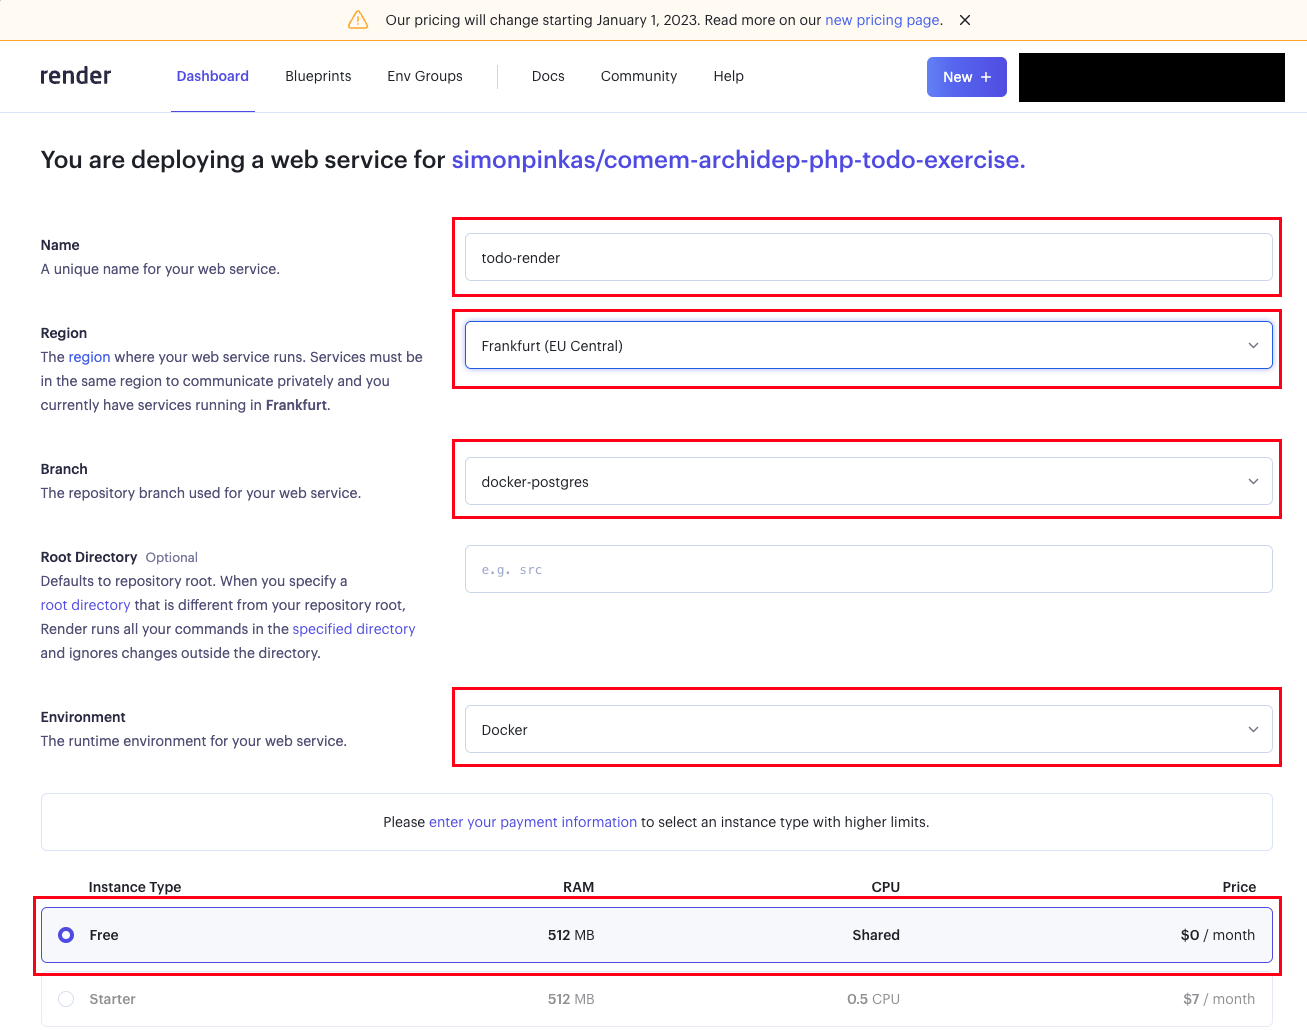 Our pricing will change starting January 1, 2023. Read more on our new pricing page.
render Dashboard Blueprints Env Groups Docs Community Help New +
You are deploying a web service for simonpinkas/comem-archidep-php-todo-exercise.
Name
A unique name for your web service.
todo-render
Region
The region where your web service runs. Services must be
in the same region to communicate privately and you
currently have services running in Frankfurt.
Frankfurt (EU Central)
Branch
The repository branch used for your web service.
docker-postgres
Root Directory Optional
Defaults to repository root. When you specify a
root directory that is different from your repository root,
Render runs all your commands in the specified directory
and ignores changes outside the directory.
e.g. src
Environment
The runtime environment for your web service.
Docker
Please enter your payment information to select an instance type with higher limits.
Instance Type RAM CPU Price
Free 512 MB Shared $0 / month
Starter 512 MB 0.5 CPU $7 / month